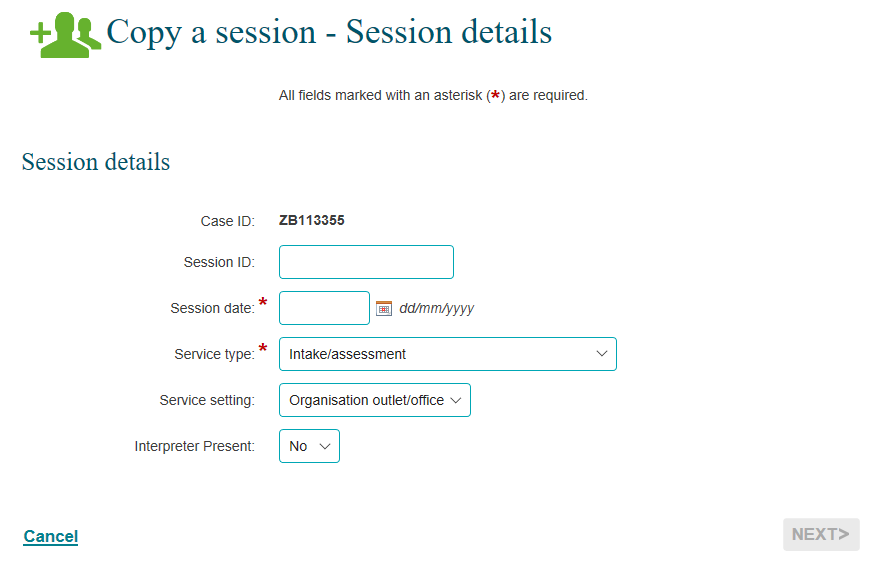 Copy a session - Session details
All fields marked with an asterisk (*) are required.
Session details
Case ID: ZB113355
Session ID:
Session date: * dd/mm/yyyy
Service type: * Intake/assessment
Service setting: Organisation outlet/office
Interpreter Present: No
Cancel NEXT>